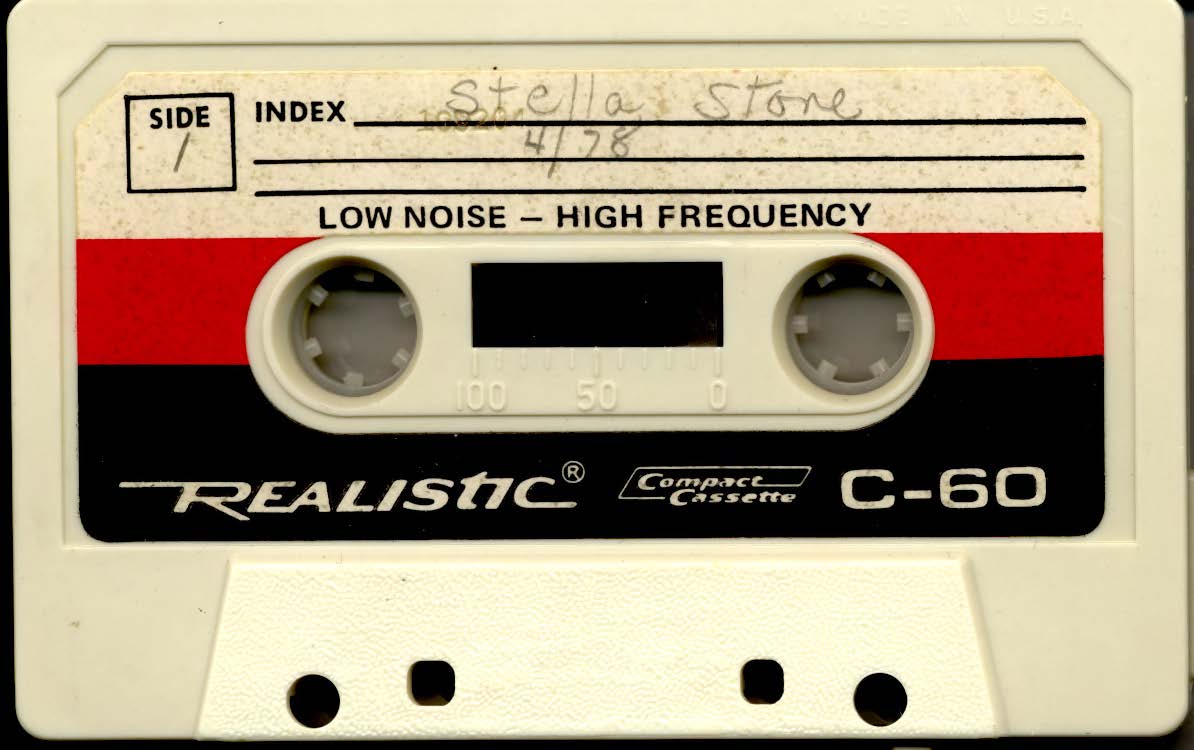 MADE IN U.S.A.
SIDE 1
INDEX Stella Stone
4/78
LOW NOISE – HIGH FREQUENCY
100 50 0
REALISTIC®
Compact Cassette
C-60